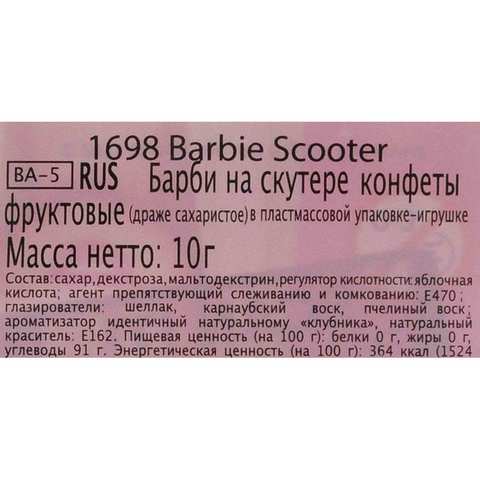 1698 Barbie Scooter
BA-5 RUS Барби на скутере конфеты
фруктовые (драже сахаристое) в пластмассовой упаковке-игрушке
Масса нетто: 10г
Состав: сахар, декстроза, мальтодекстрин, регулятор кислотности: яблочная
кислота; агент препятствующий слеживанию и комкованию: Е470;
глазирователи: шеллак, карнаубский воск, пчелиный воск;
ароматизатор идентичный натуральному «клубника», натуральный
краситель: Е162. Пищевая ценность (на 100 г): белки 0 г, жиры 0 г,
углеводы 91 г. Энергетическая ценность (на 100 г): 364 ккал (1524